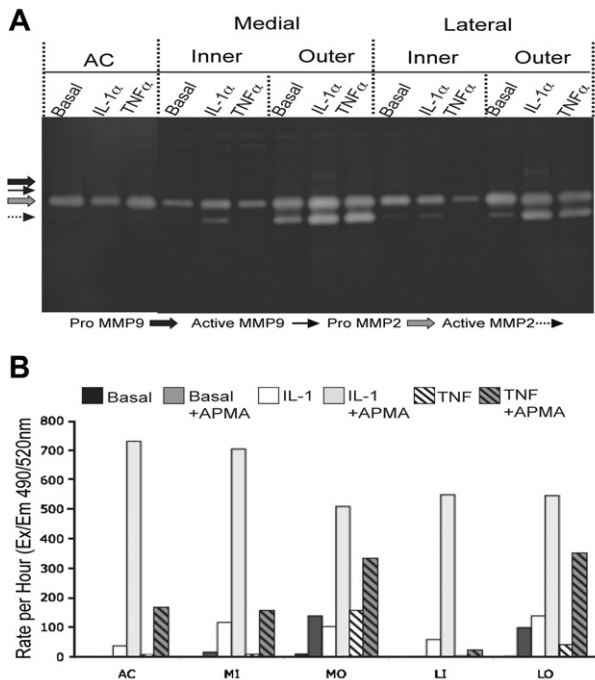 A
Medial
Lateral
AC
Inner
Outer
Inner
Outer
Basal
IL-1α
TNFα
Basal
IL-1α
TNFα
Basal
IL-1α
TNFα
Basal
IL-1α
TNFα
Basal
IL-1α
TNFα
Pro MMP9
Active MMP9
Pro MMP2
Active MMP2
B
Basal
Basal
+APMA
IL-1
IL-1
+APMA
TNF
TNF
+APMA
Rate per Hour (Ex/Em 490/520nm
800
700
600
500
400
300
200
100
0
AC
MI
MO
LI
LO